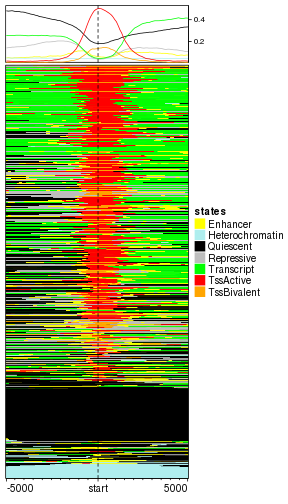 0.4
0.2
states
Enhancer
Heterochromatin
Quiescent
Repressive
Transcript
TssActive
TssBivalent
-5000 start 5000